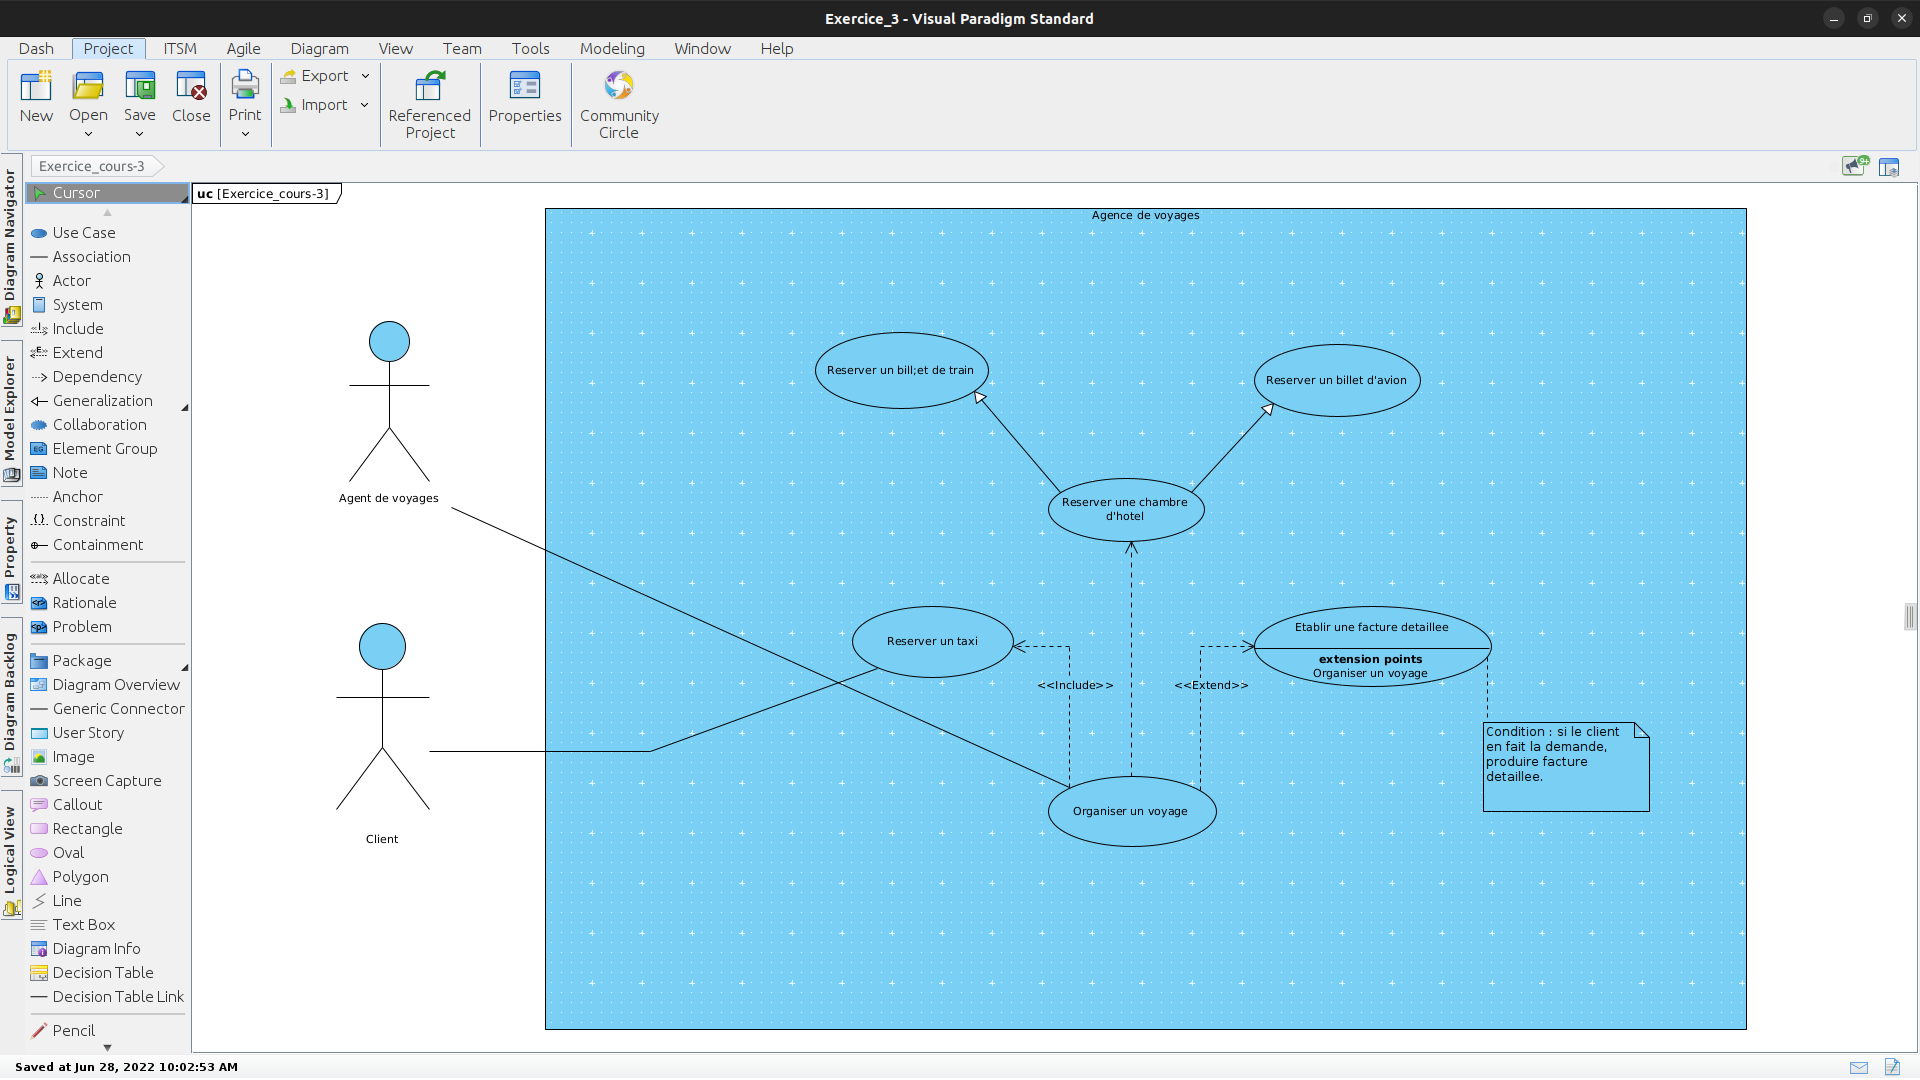 Exercice_3 - Visual Paradigm Standard
Dash Project ITSM Agile Diagram View Team Tools Modeling Window Help
New
Open
Save
Close
Print
Export
Import
Referenced
Project
Properties
Community
Circle
Exercice_cours-3
9+
Diagram Navigator
Model Explorer
Property
Diagram Backlog
Logical View
Cursor
Use Case
Association
Actor
System
Include
Extend
Dependency
Generalization
Collaboration
Element Group
Note
Anchor
Constraint
Containment
Allocate
Rationale
Problem
Package
Diagram Overview
Generic Connector
User Story
Image
Screen Capture
Callout
Rectangle
Oval
Polygon
Line
Text Box
Diagram Info
Decision Table
Decision Table Link
Pencil
uc [Exercice_cours-3]
Agence de voyages
Reserver un bill;et de train
Reserver un billet d'avion
Agent de voyages
Reserver une chambre
d'hotel
Reserver un taxi
Etablir une facture detaillee
extension points
Organiser un voyage
<<Include>>
<<Extend>>
Condition : si le client
en fait la demande,
produire facture
detaillee.
Organiser un voyage
Client
Saved at Jun 28, 2022 10:02:53 AM